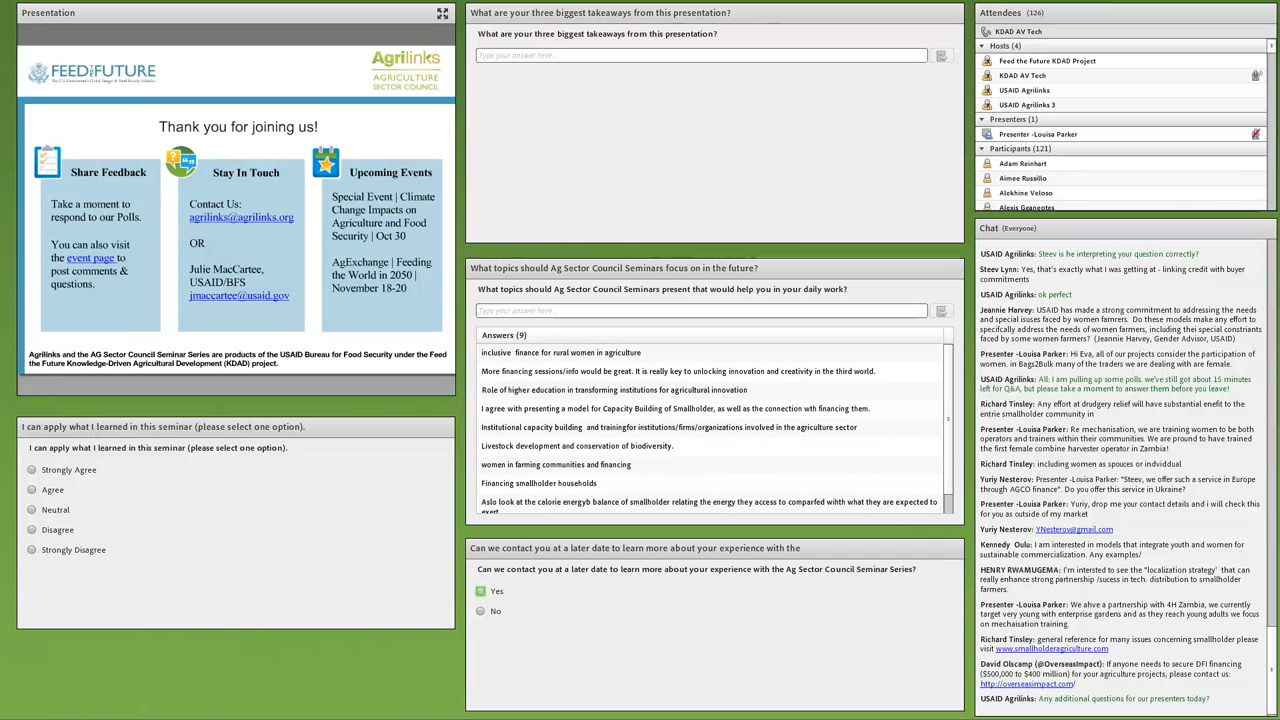 Presentation
FEED THE FUTURE
The U.S. Government's Global Hunger & Food Security Initiative
Agrilinks
AGRICULTURE
SECTOR COUNCIL
Thank you for joining us!
Share Feedback
Take a moment to
respond to our Polls.
You can also visit
the event page to
post comments &
questions.
Stay In Touch
Contact Us:
agrilinks@agrilinks.org
OR
Julie MacCartee,
USAID/BFS
jmaccartee@usaid.gov
Upcoming Events
Special Event | Climate
Change Impacts on
Agriculture and Food
Security | Oct 30
AgExchange | Feeding
the World in 2050 |
November 18-20
Agrilinks and the AG Sector Council Seminar Series are products of the USAID Bureau for Food Security under the Feed
the Future Knowledge-Driven Agricultural Development (KDAD) project.
I can apply what I learned in this seminar (please select one option).
I can apply what I learned in this seminar (please select one option).
Strongly Agree
Agree
Neutral
Disagree
Strongly Disagree
What are your three biggest takeaways from this presentation?
What are your three biggest takeaways from this presentation?
Type your answer here...
What topics should Ag Sector Council Seminars focus on in the future?
What topics should Ag Sector Council Seminars present that would help you in your daily work?
Type your answer here...
Answers (9)
inclusive finance for rural women in agriculture
More financing sessions/info would be great. It is really key to unlocking innovation and creativity in the third world.
Role of higher education in transforming institutions for agricultural innovation
I agree with presenting a model for Capacity Building of Smallholder, as well as the connection wth financing them.
Institutional capacity building and trainingfor institutions/firms/organizations involved in the agriculture sector
Livestock development and conservation of biodiversity.
women in farming communities and financing
Financing smallholder households
Aslo look at the calorie energyb balance of smallholder relating the energy they access to comparfed wihth what they are expected to
exert
Can we contact you at a later date to learn more about your experience with the
Can we contact you at a later date to learn more about your experience with the Ag Sector Council Seminar Series?
Yes
No
Attendees (126)
KDAD AV Tech
Hosts (4)
Feed the Future KDAD Project
KDAD AV Tech
USAID Agrilinks
USAID Agrilinks 3
Presenters (1)
Presenter -Louisa Parker
Participants (121)
Adam Reinhart
Aimee Russillo
Alekhine Veloso
Alexis Geaneotes
Chat (Everyone)
USAID Agrilinks: Steev is he interpreting your question correctly?
Steev Lynn: Yes, that's exactly what I was getting at - linking credit with buyer
commitments
USAID Agrilinks: ok perfect
Jeannie Harvey: USAID has made a strong commitment to addressing the needs
and special isuses faced by women farmers. Do these models make any effort to
specifcally address the needs of women farmers, including thei special constriants
faced by some women farmers? (Jeannie Harvey, Gender Advisor, USAID)
Presenter -Louisa Parker: Hi Eva, all of our projects consider the participation of
women. in Bags2Bulk many of the trades we are dealing with are female.
USAID Agrilinks: All: I am pulling up some polls. we've still got about 15 minutes
left for Q&A, but please take a moment to answer them before you leave!
Richard Tinsley: Any effort at drudgery relief will have substantial enefit to the
entrie smallholder community in
Presenter -Louisa Parker: Re mechanisation, we are training women to be both
operators and trainers within their communities. We are pround to have trained
the first female combine harvester operator in Zambia!
Richard Tinsley: including women as spouces or indviddual
Yuriy Nesterov: Presenter -Louisa Parker: "Steev, we offer such a service in Europe
through AGCO finance". Do you offer this service in Ukraine?
Presenter -Louisa Parker: Yuriy, drop me your contact details and i will check this
for you as outside of my market
Yuriy Nesterov: YNesterov@gmail.com
Kennedy Oulu: I am interested in models that integrate youth and women for
sustainable commercialization. Any examples/
HENRY RWAMUGEMA: I'm intersted to see the "localization strategy' that can
really enhance strong partnership /sucess in tech. distribution to smallholder
farmers.
Presenter -Louisa Parker: We ahve a partnership with 4H Zambia, we currently
target very young with enterprise gardens and as they reach young adults we focus
on mechaisation training.
Richard Tinsley: general reference for many issues concerning smallholder please
visit www.smallholderagriculture.com
David Olscamp (@OverseasImpact): If anyone needs to secure DFI financing
($500,000 to $400 million) for your agriculture projects, please contact us:
http://overseasimpact.com/
USAID Agrilinks: Any additional questions for our presenters today?